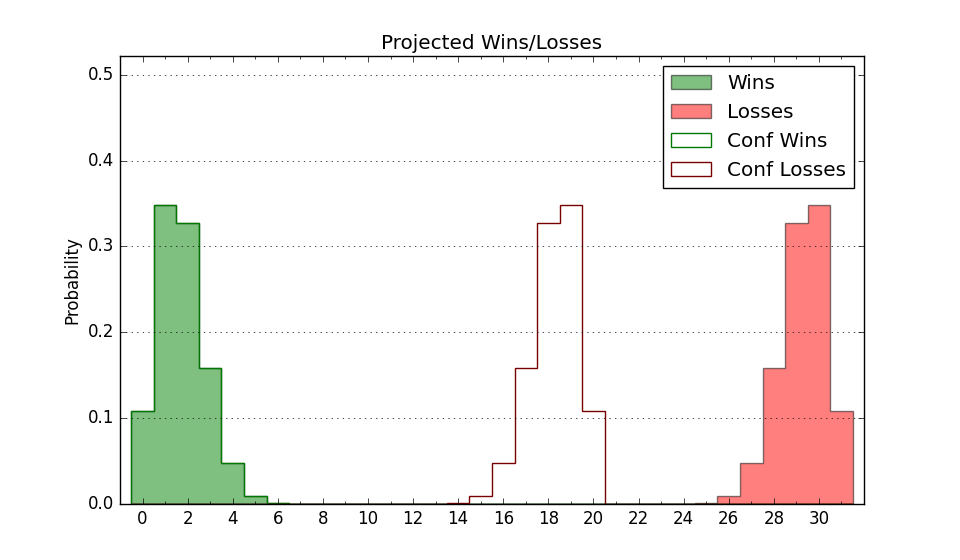 Projected Wins/Losses
Probability
0.5
0.4
0.3
0.2
0.1
0.0
0 2 4 6 8 10 12 14 16 18 20 22 24 26 28 30
Wins
Losses
Conf Wins
Conf Losses